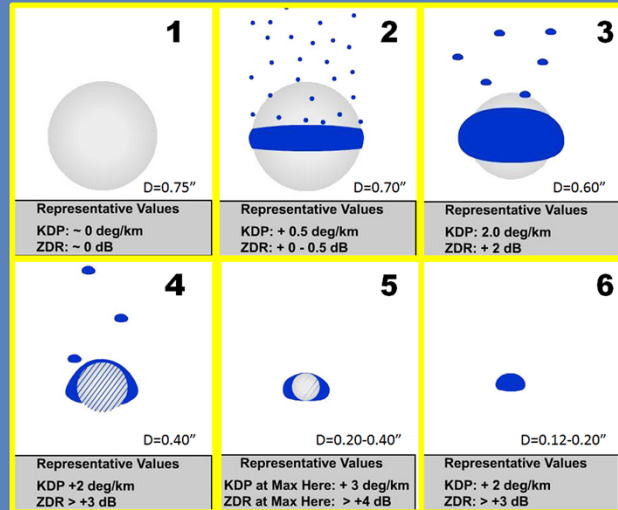 1
D=0.75”
Representative Values
KDP: ~ 0 deg/km
ZDR: ~ 0 dB
2
D=0.70”
Representative Values
KDP: + 0.5 deg/km
ZDR: + 0 - 0.5 dB
3
D=0.60”
Representative Values
KDP: 2.0 deg/km
ZDR: + 2 dB
4
D=0.40”
Representative Values
KDP +2 deg/km
ZDR > +3 dB
5
D=0.20-0.40”
Representative Values
KDP at Max Here: + 3 deg/km
ZDR at Max Here: > +4 dB
6
D=0.12-0.20”
Representative Values
KDP: + 2 deg/km
ZDR: > +3 dB